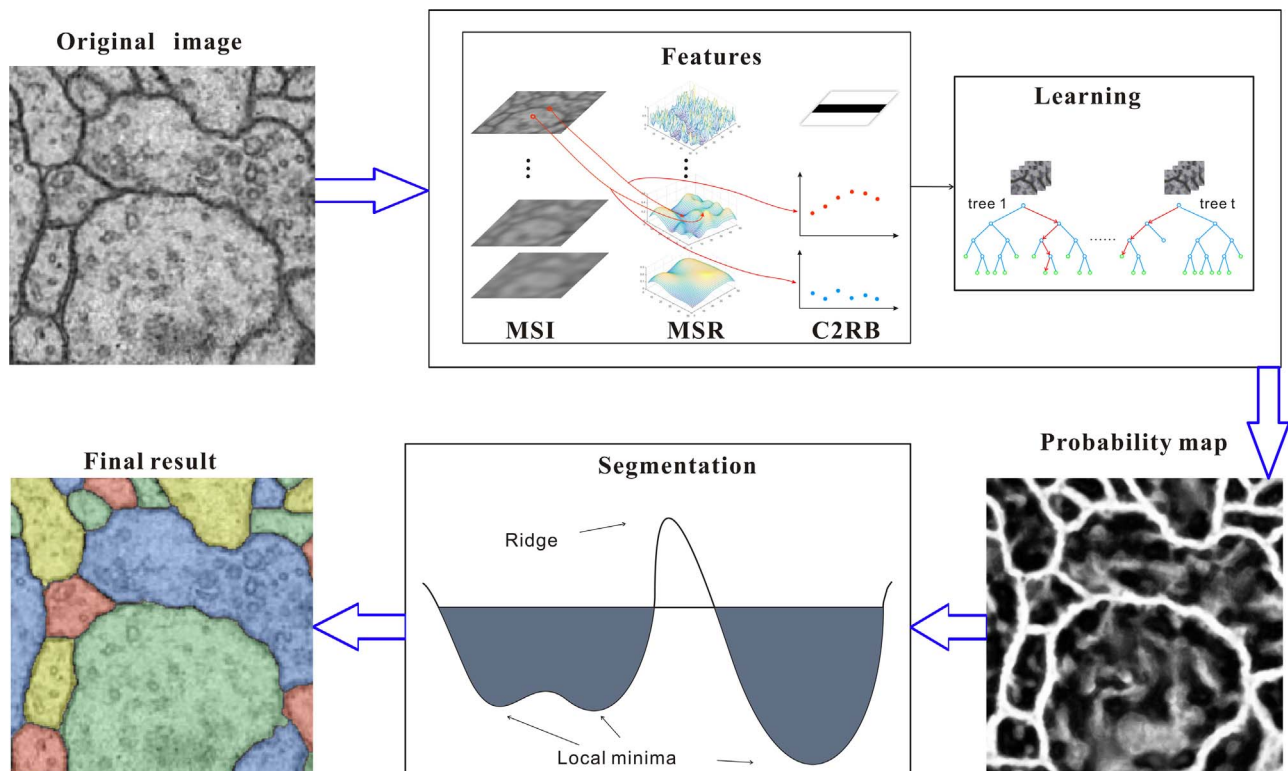 Original image
Features
MSI
MSR
C2RB
Learning
tree 1
tree t
Probability map
Segmentation
Ridge
Local minima
Final result